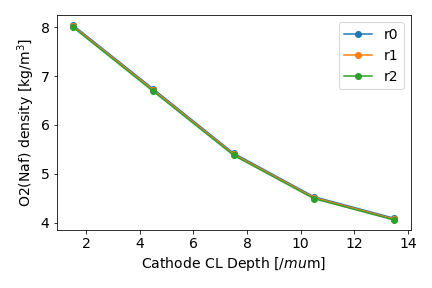 8
7
6
5
4
O2(Naf) density [kg/m³]
r0
r1
r2
2 4 6 8 10 12 14
Cathode CL Depth [/mum]